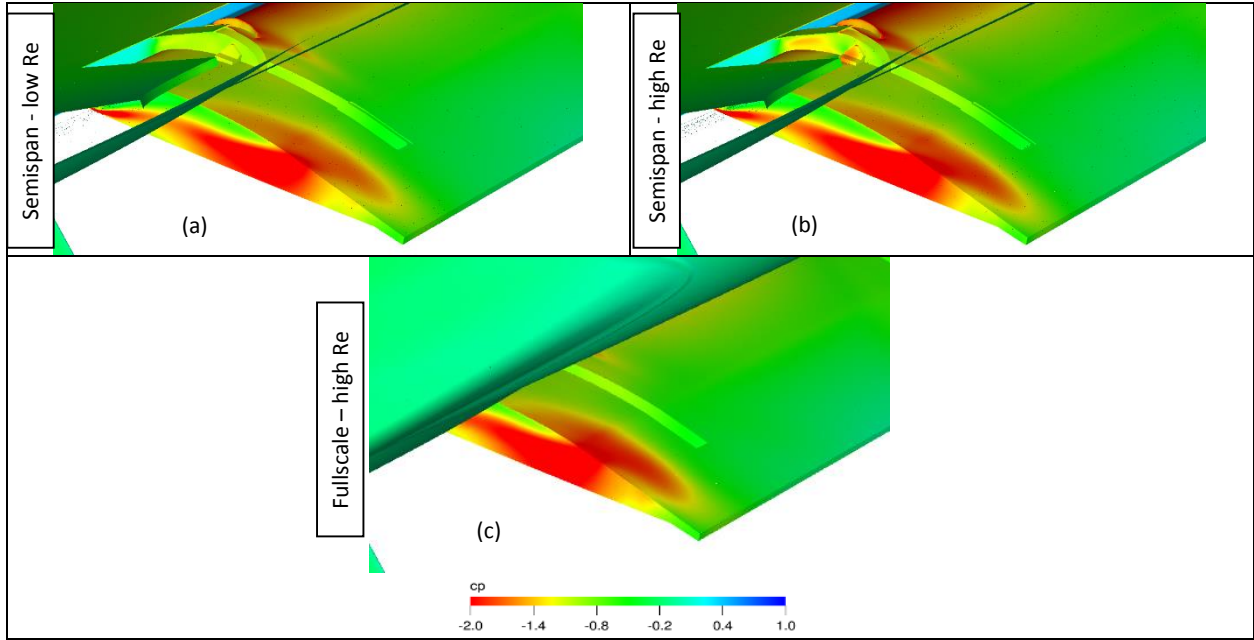 Semispan - low Re
(a)
Semispan - high Re
(b)
Fullscale – high Re
(c)
cp
-2.0 -1.4 -0.8 -0.2 0.4 1.0